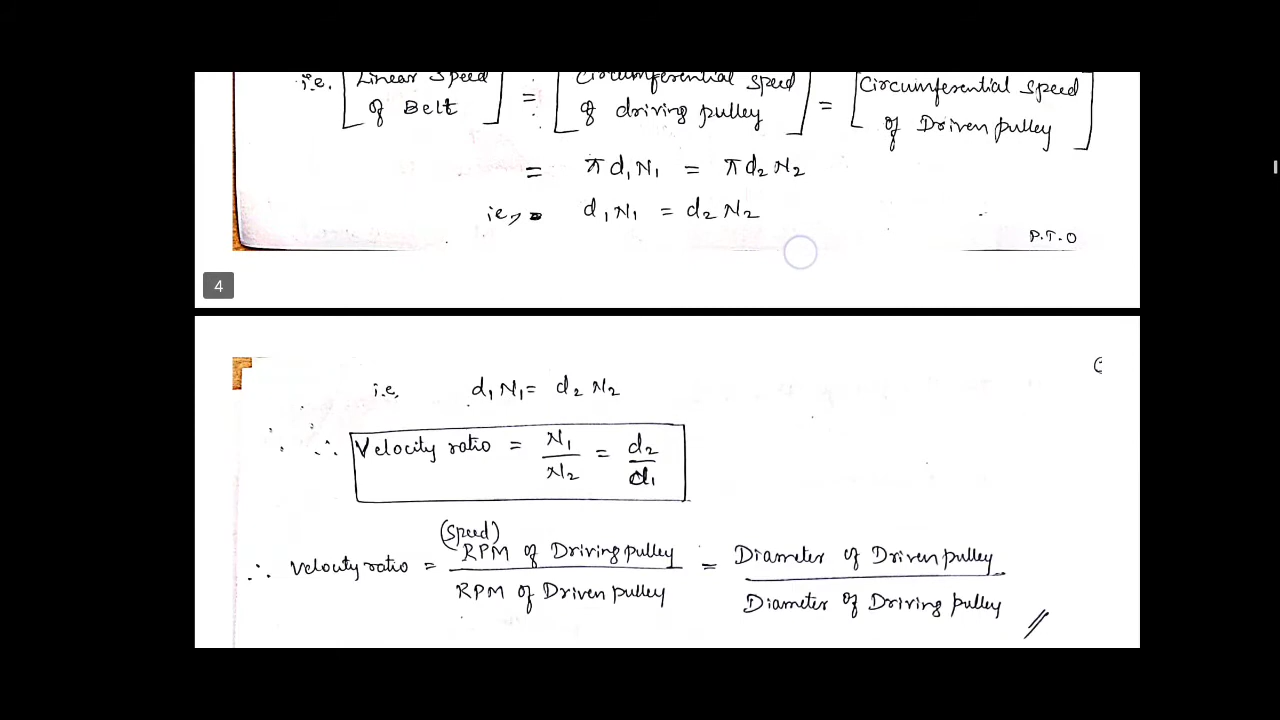 i.e. [Linear Speed of Belt] = [Circumferential speed of driving pulley] = [Circumferential speed of Driven pulley]
= πd₁N₁ = πd₂N₂
ie, d₁N₁ = d₂N₂
P.T.O
4
i.e, d₁N₁ = d₂N₂
∴ Velocity ratio = N₁/N₂ = d₂/d₁
(speed)
∴ Velocity ratio = RPM of Driving pulley / RPM of Driven pulley = Diameter of Driven pulley / Diameter of Driving pulley //